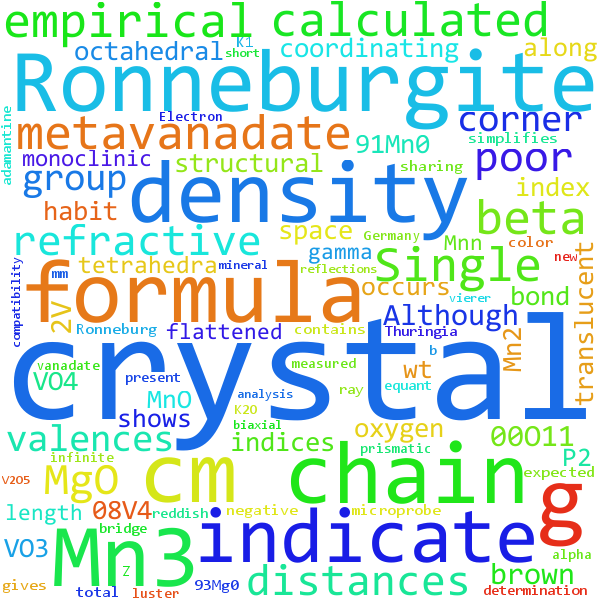 empirical calculated
octahedral K1 short coordinating along
Ronneburgite
adamantine Electron corner
metavanadate 91Mn0 simplifies
monoclinic structural sharing poor
group density index
habit space beta
refractive gamma Germany Mnn color new
tetrahedra mm mineral reflections Single translucent
compatibility 2V formula occurs vierer bond
Ronneburg flattened contains Although Thuringia Mn2
VO4 vanadate present crystal measured b wt equant
MnO analysis ray
shows K2O oxygen 00O11
valences biaxial indices prismatic P2
infinite MgO cm chain expected
V2O5 08V4 g
length reddish negative microprobe
VO3 bridge Mn3 indicate alpha
gives Z 93Mg0 distances brown
total luster determination